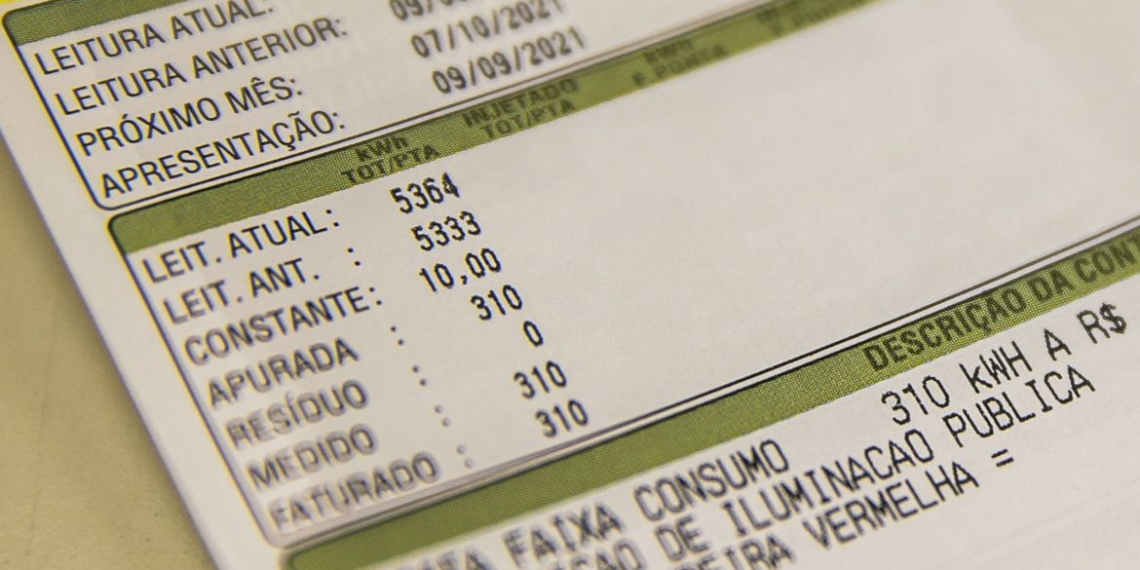 LEITURA ATUAL:
LEITURA ANTERIOR:
PRÓXIMO MÊS: 07/10/2021
APRESENTAÇÃO: 09/09/2021
kWh INJETADO kWh
TOT/PTA TOT/PTA F.PONTA
LEIT. ATUAL: 5364
LEIT. ANT. : 5333
CONSTANTE: 10,00
APURADA : 310
RESÍDUO : 0
MEDIDO : 310
FATURADO : 310
DESCRIÇÃO DA
FAIXA CONSUMO 310 KWH A R$
DE ILUMINACAO PUBLICA
VERMELHA =